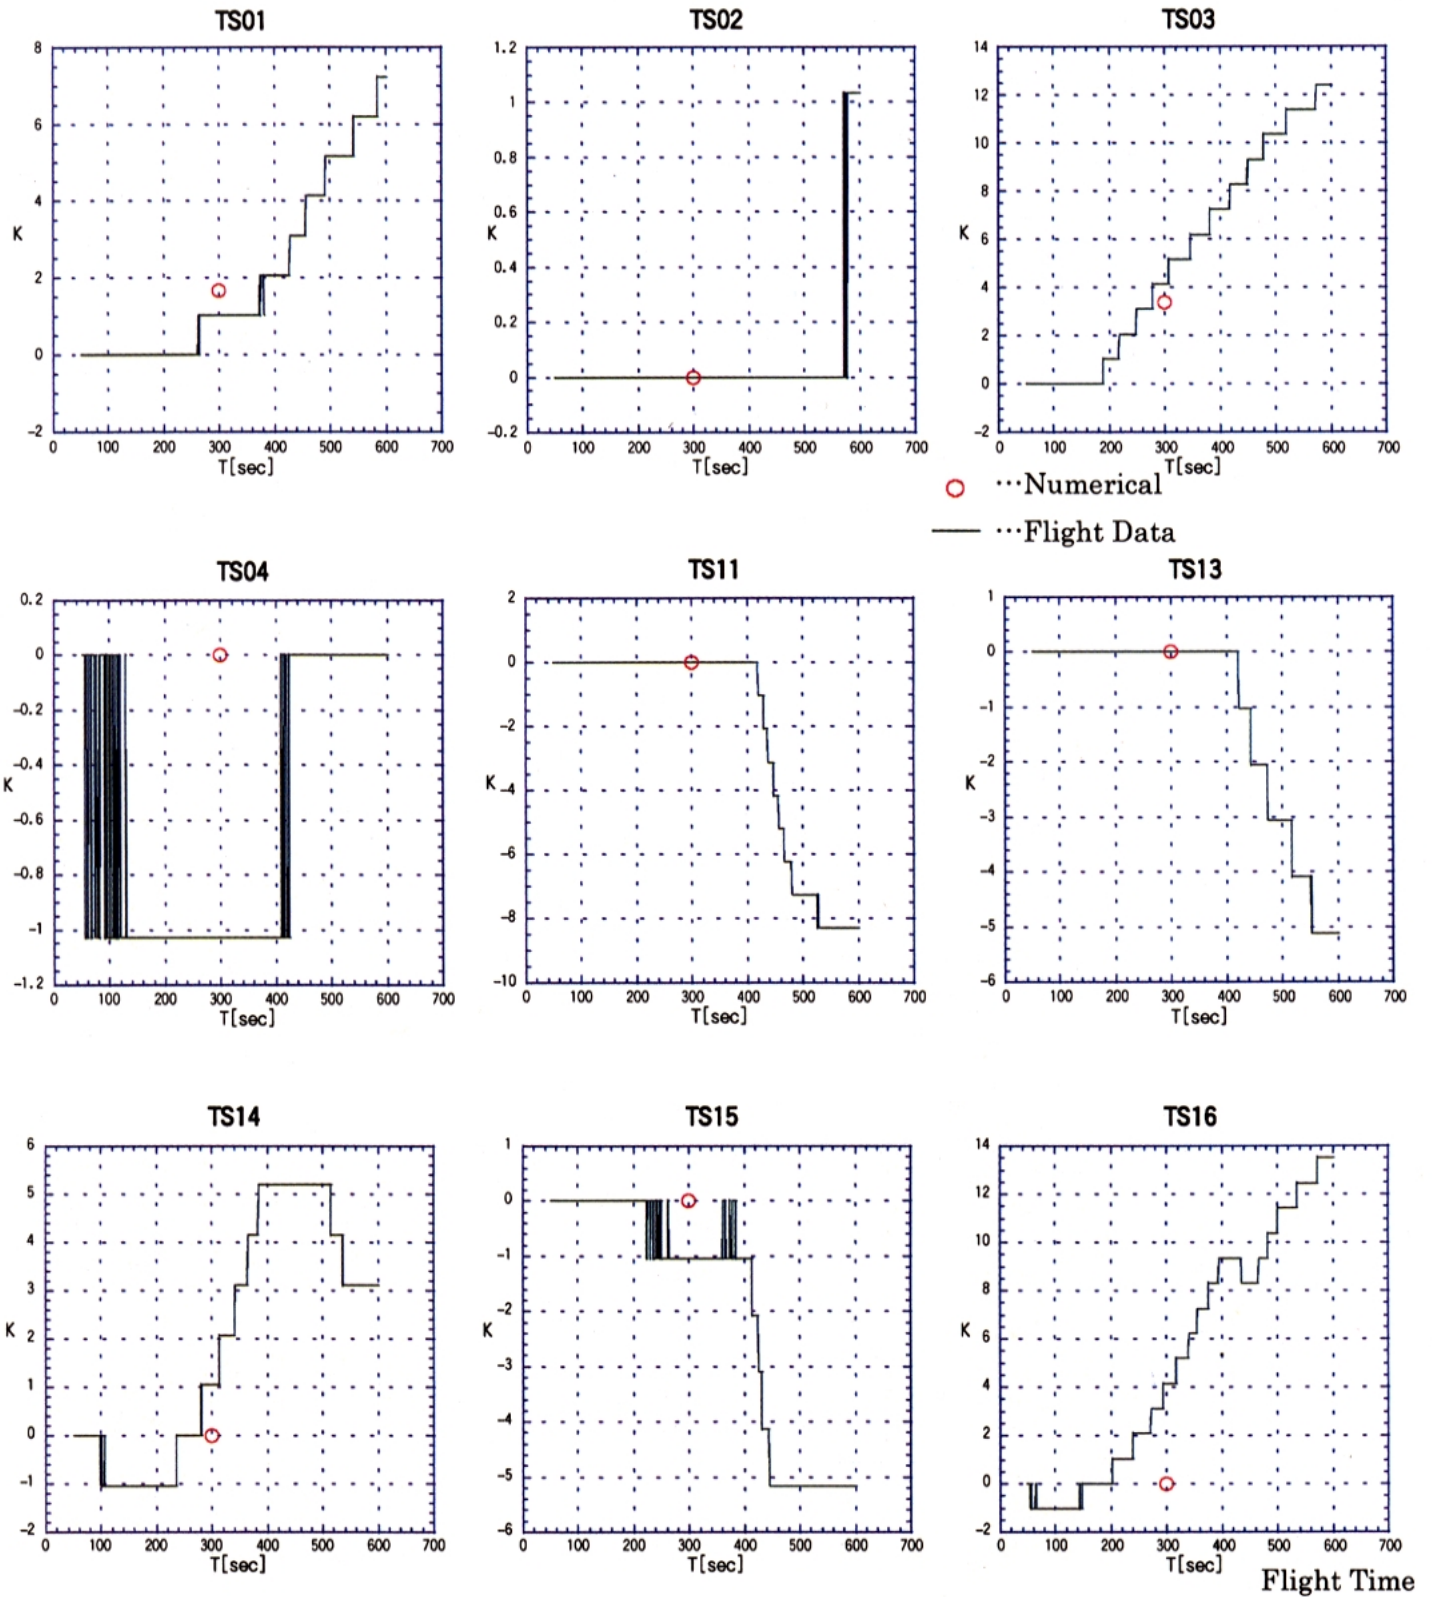 TS01 TS02 TS03
8 1.2 14
1 12
6 0.8 10
4 0.6 8
K K K 6
2 0.4 4
0.2 2
0 0 0
-2 -0.2 -2
0 100 200 300 400 500 600 700 0 100 200 300 400 500 600 700 0 100 200 300 400 500 600 700
T[sec] T[sec] T[sec]
···Numerical
···Flight Data
TS04 TS11 TS13
0.2 2 1
0 0 0
-0.2 -2 -1
-0.4 -2
K K -4 K
-0.6 -3
-0.8 -6 -4
-1 -8 -5
-1.2 -10 -6
0 100 200 300 400 500 600 700 0 100 200 300 400 500 600 700 0 100 200 300 400 500 600 700
T[sec] T[sec] T[sec]
TS14 TS15 TS16
6 1 14
5 0 12
4 -1 10
3 -2 8
K K K
2 -3 6
1 4
0 -4 2
-1 -5 0
-2 -6 -2
0 100 200 300 400 500 600 700 0 100 200 300 400 500 600 700 0 100 200 300 400 500 600 700
T[sec] T[sec] T[sec]
Flight Time